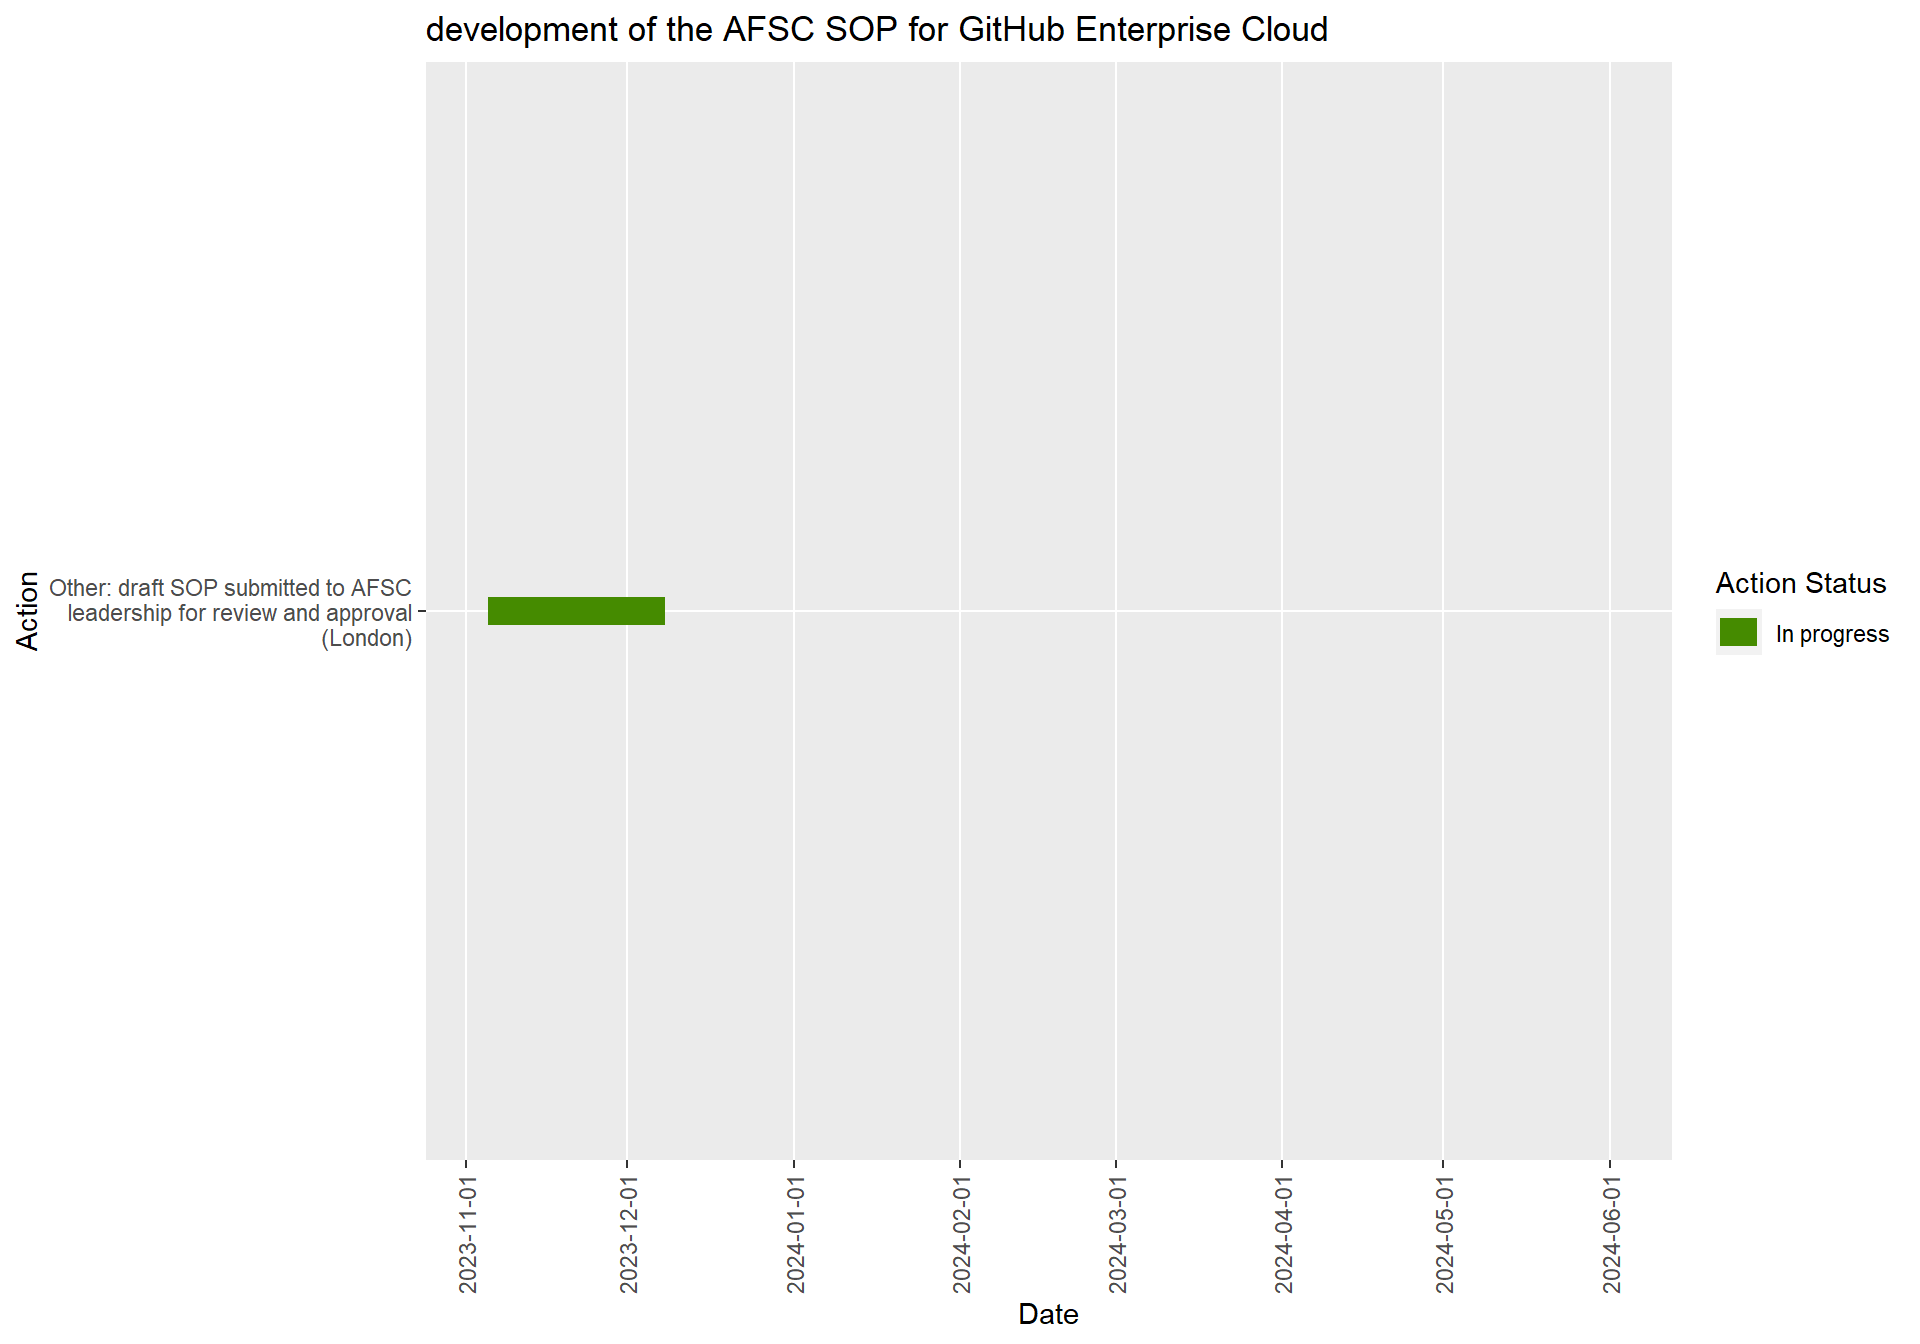 development of the AFSC SOP for GitHub Enterprise Cloud
Action
Other: draft SOP submitted to AFSC
leadership for review and approval
(London)
Action Status
In progress
2023-11-01
2023-12-01
2024-01-01
2024-02-01
2024-03-01
2024-04-01
2024-05-01
2024-06-01
Date